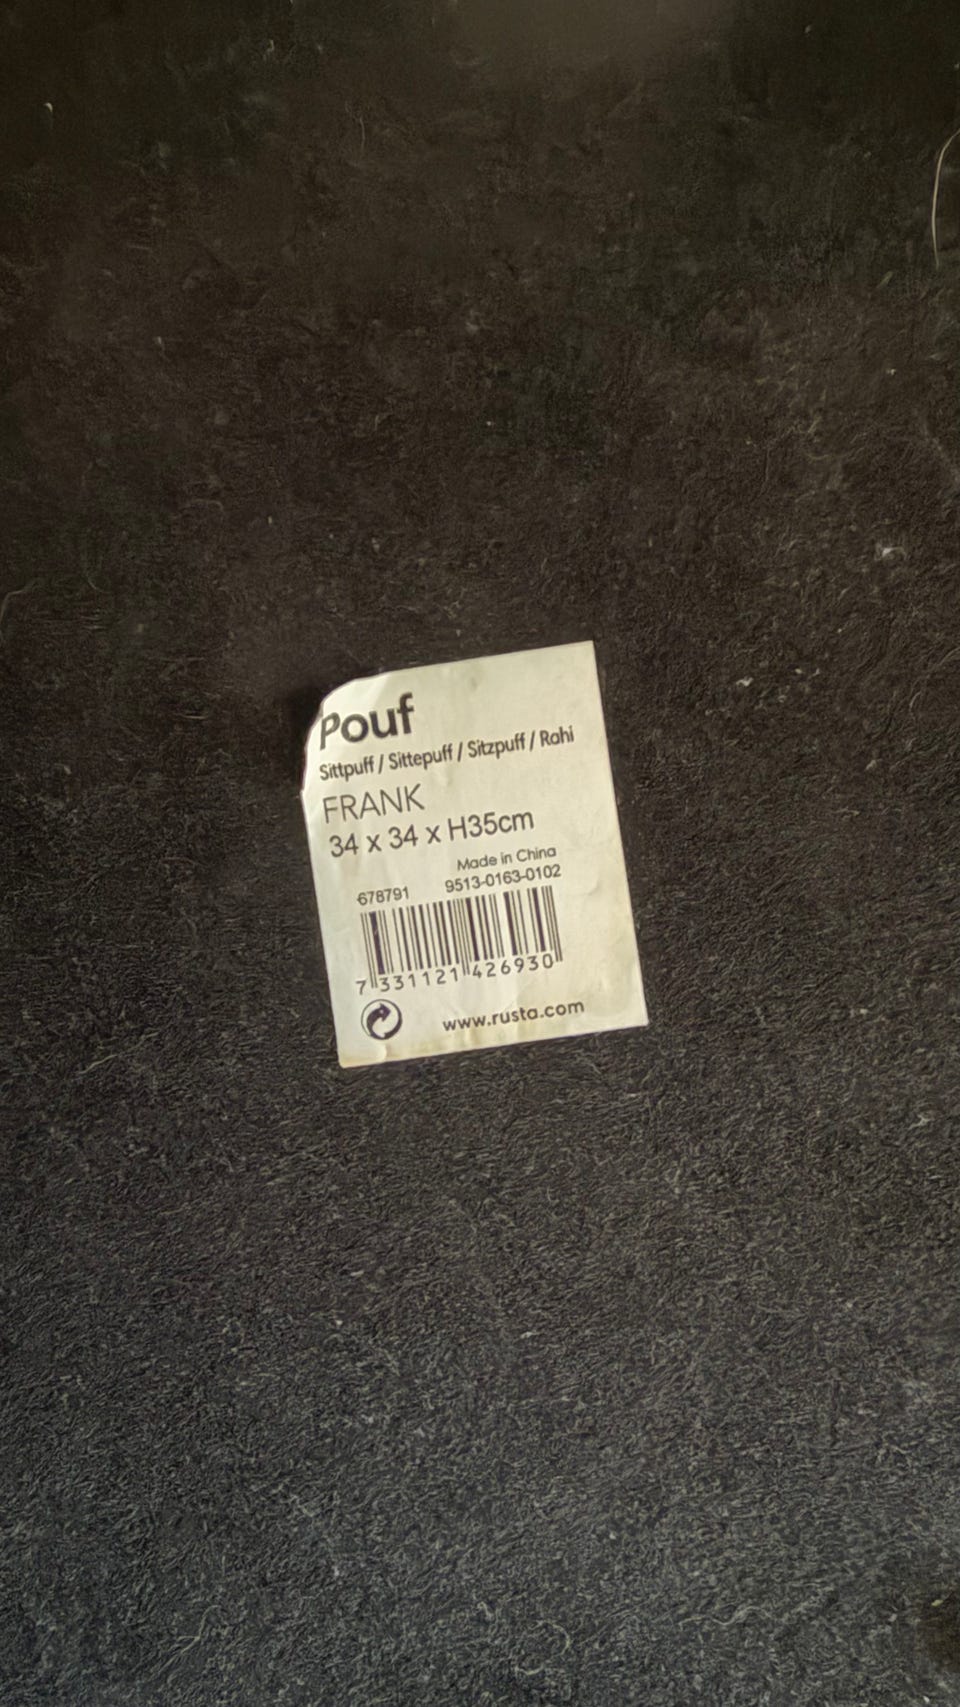 Pouf
Sittpuff / Sittepuff / Sitzpuff / Rahi
FRANK
34 x 34 x H35cm
Made in China
678791 9513-0163-0102
7 331121 426930
www.rusta.com